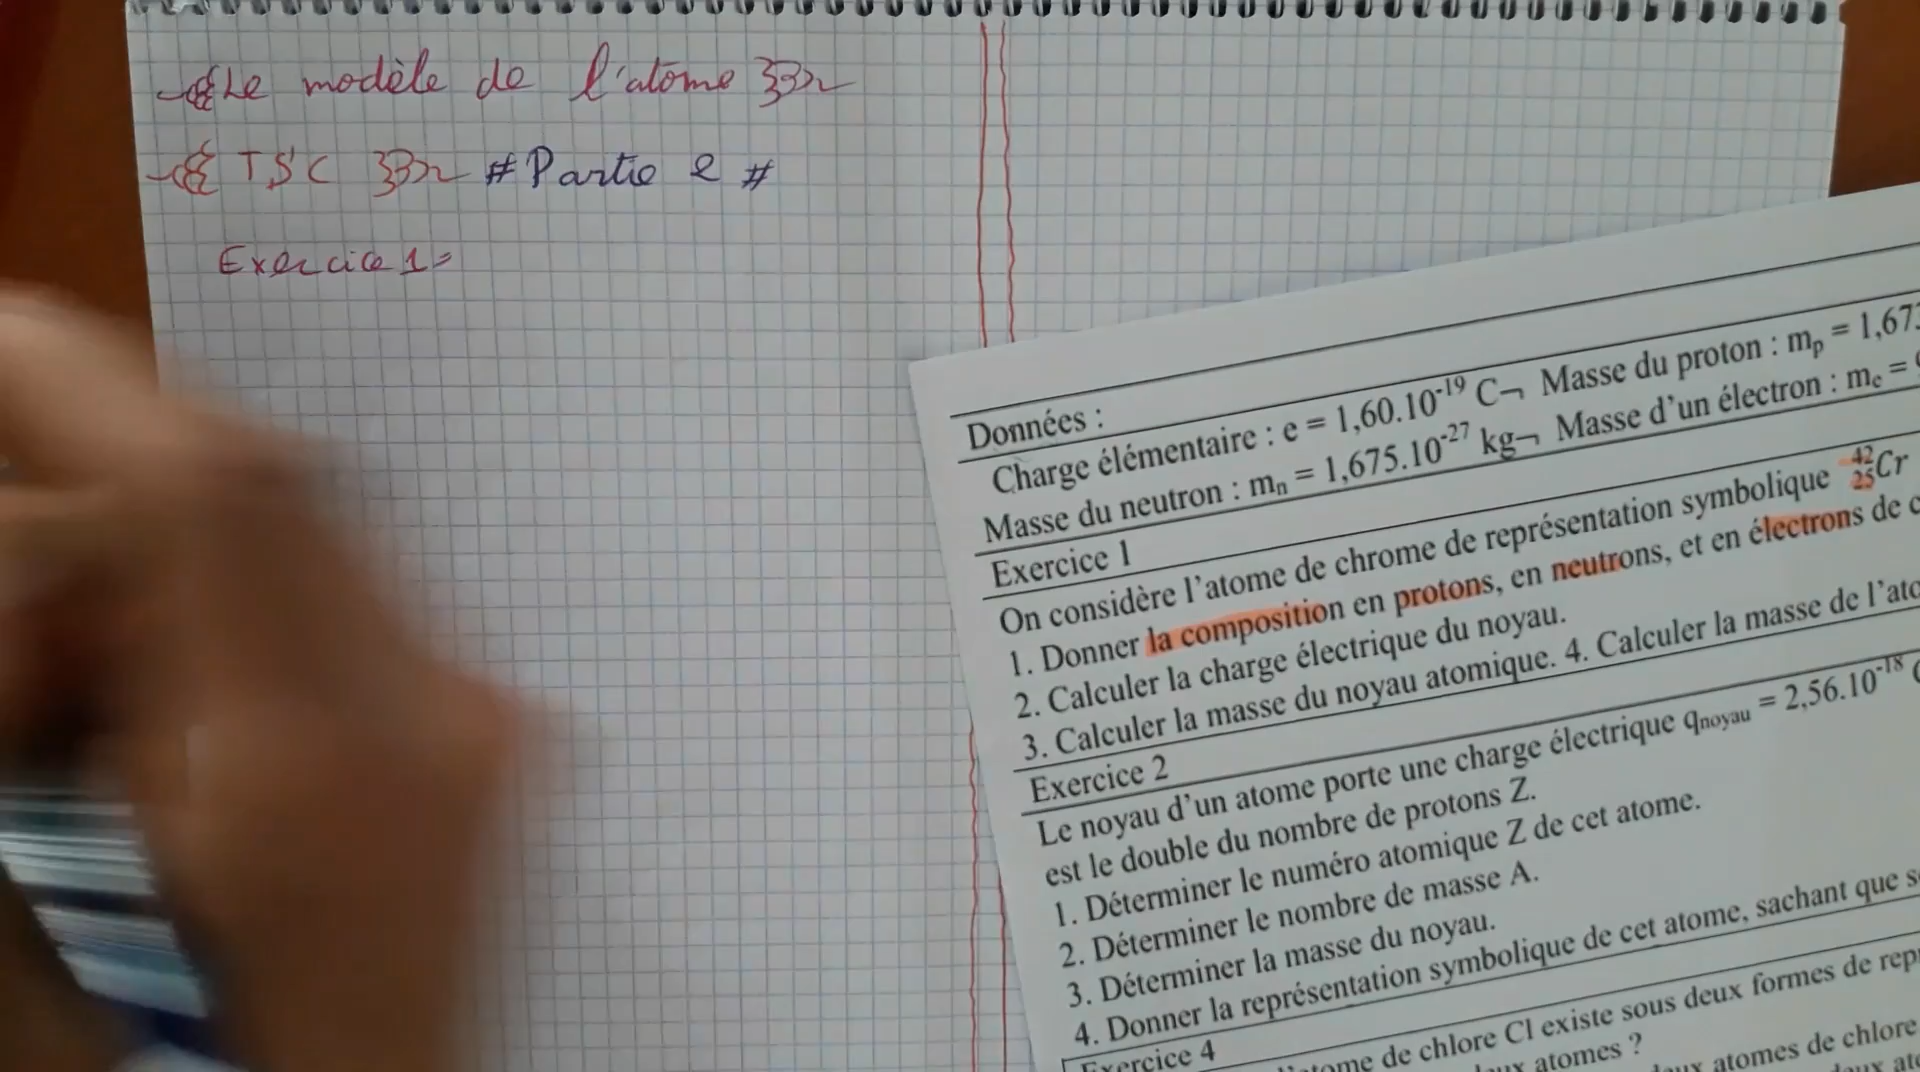 Le modèle de l'atome
TSC # Partie 2 #
Exercice 1=
Données :
Charge élémentaire : e = 1,60.10⁻¹⁹ C¬ Masse du proton : mₚ = 1,67
Masse du neutron : mₙ = 1,675.10⁻²⁷ kg¬ Masse d'un électron : mₑ =
Exercice 1
On considère l'atome de chrome de représentation symbolique ⁴²₂₅Cr
1. Donner la composition en protons, en neutrons, et en électrons de
2. Calculer la charge électrique du noyau.
3. Calculer la masse du noyau atomique. 4. Calculer la masse de l'ato
Exercice 2
Le noyau d'un atome porte une charge électrique qnoyau = 2,56.10⁻¹⁸
est le double du nombre de protons Z.
1. Déterminer le numéro atomique Z de cet atome.
2. Déterminer le nombre de masse A.
3. Déterminer la masse du noyau.
4. Donner la représentation symbolique de cet atome, sachant que s
Exercice 4
de chlore Cl existe sous deux formes de
atomes ?
atomes de chlore